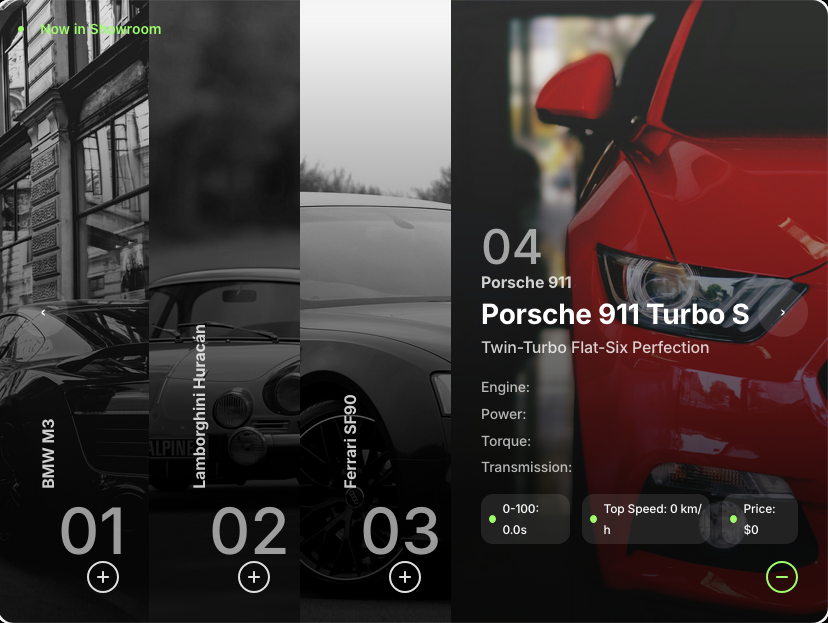 Now in Showroom
BMW M3
01
Lamborghini Huracán
02
ALPINE
Ferrari SF90
03
04
Porsche 911
Porsche 911 Turbo S
Twin-Turbo Flat-Six Perfection
Engine:
Power:
Torque:
Transmission:
0-100:
0.0s
Top Speed: 0 km/
h
Price:
$0